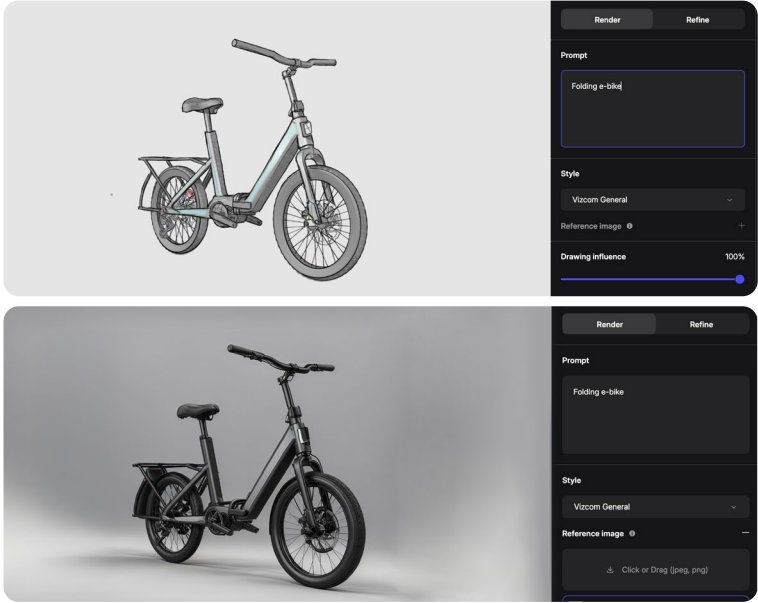 Render
Refine
Prompt
Folding e-bike
Style
Vizcom General
Reference image
Drawing influence
100%
Render
Refine
Prompt
Folding e-bike
Style
Vizcom General
Reference image
Click or Drag (jpeg, png)